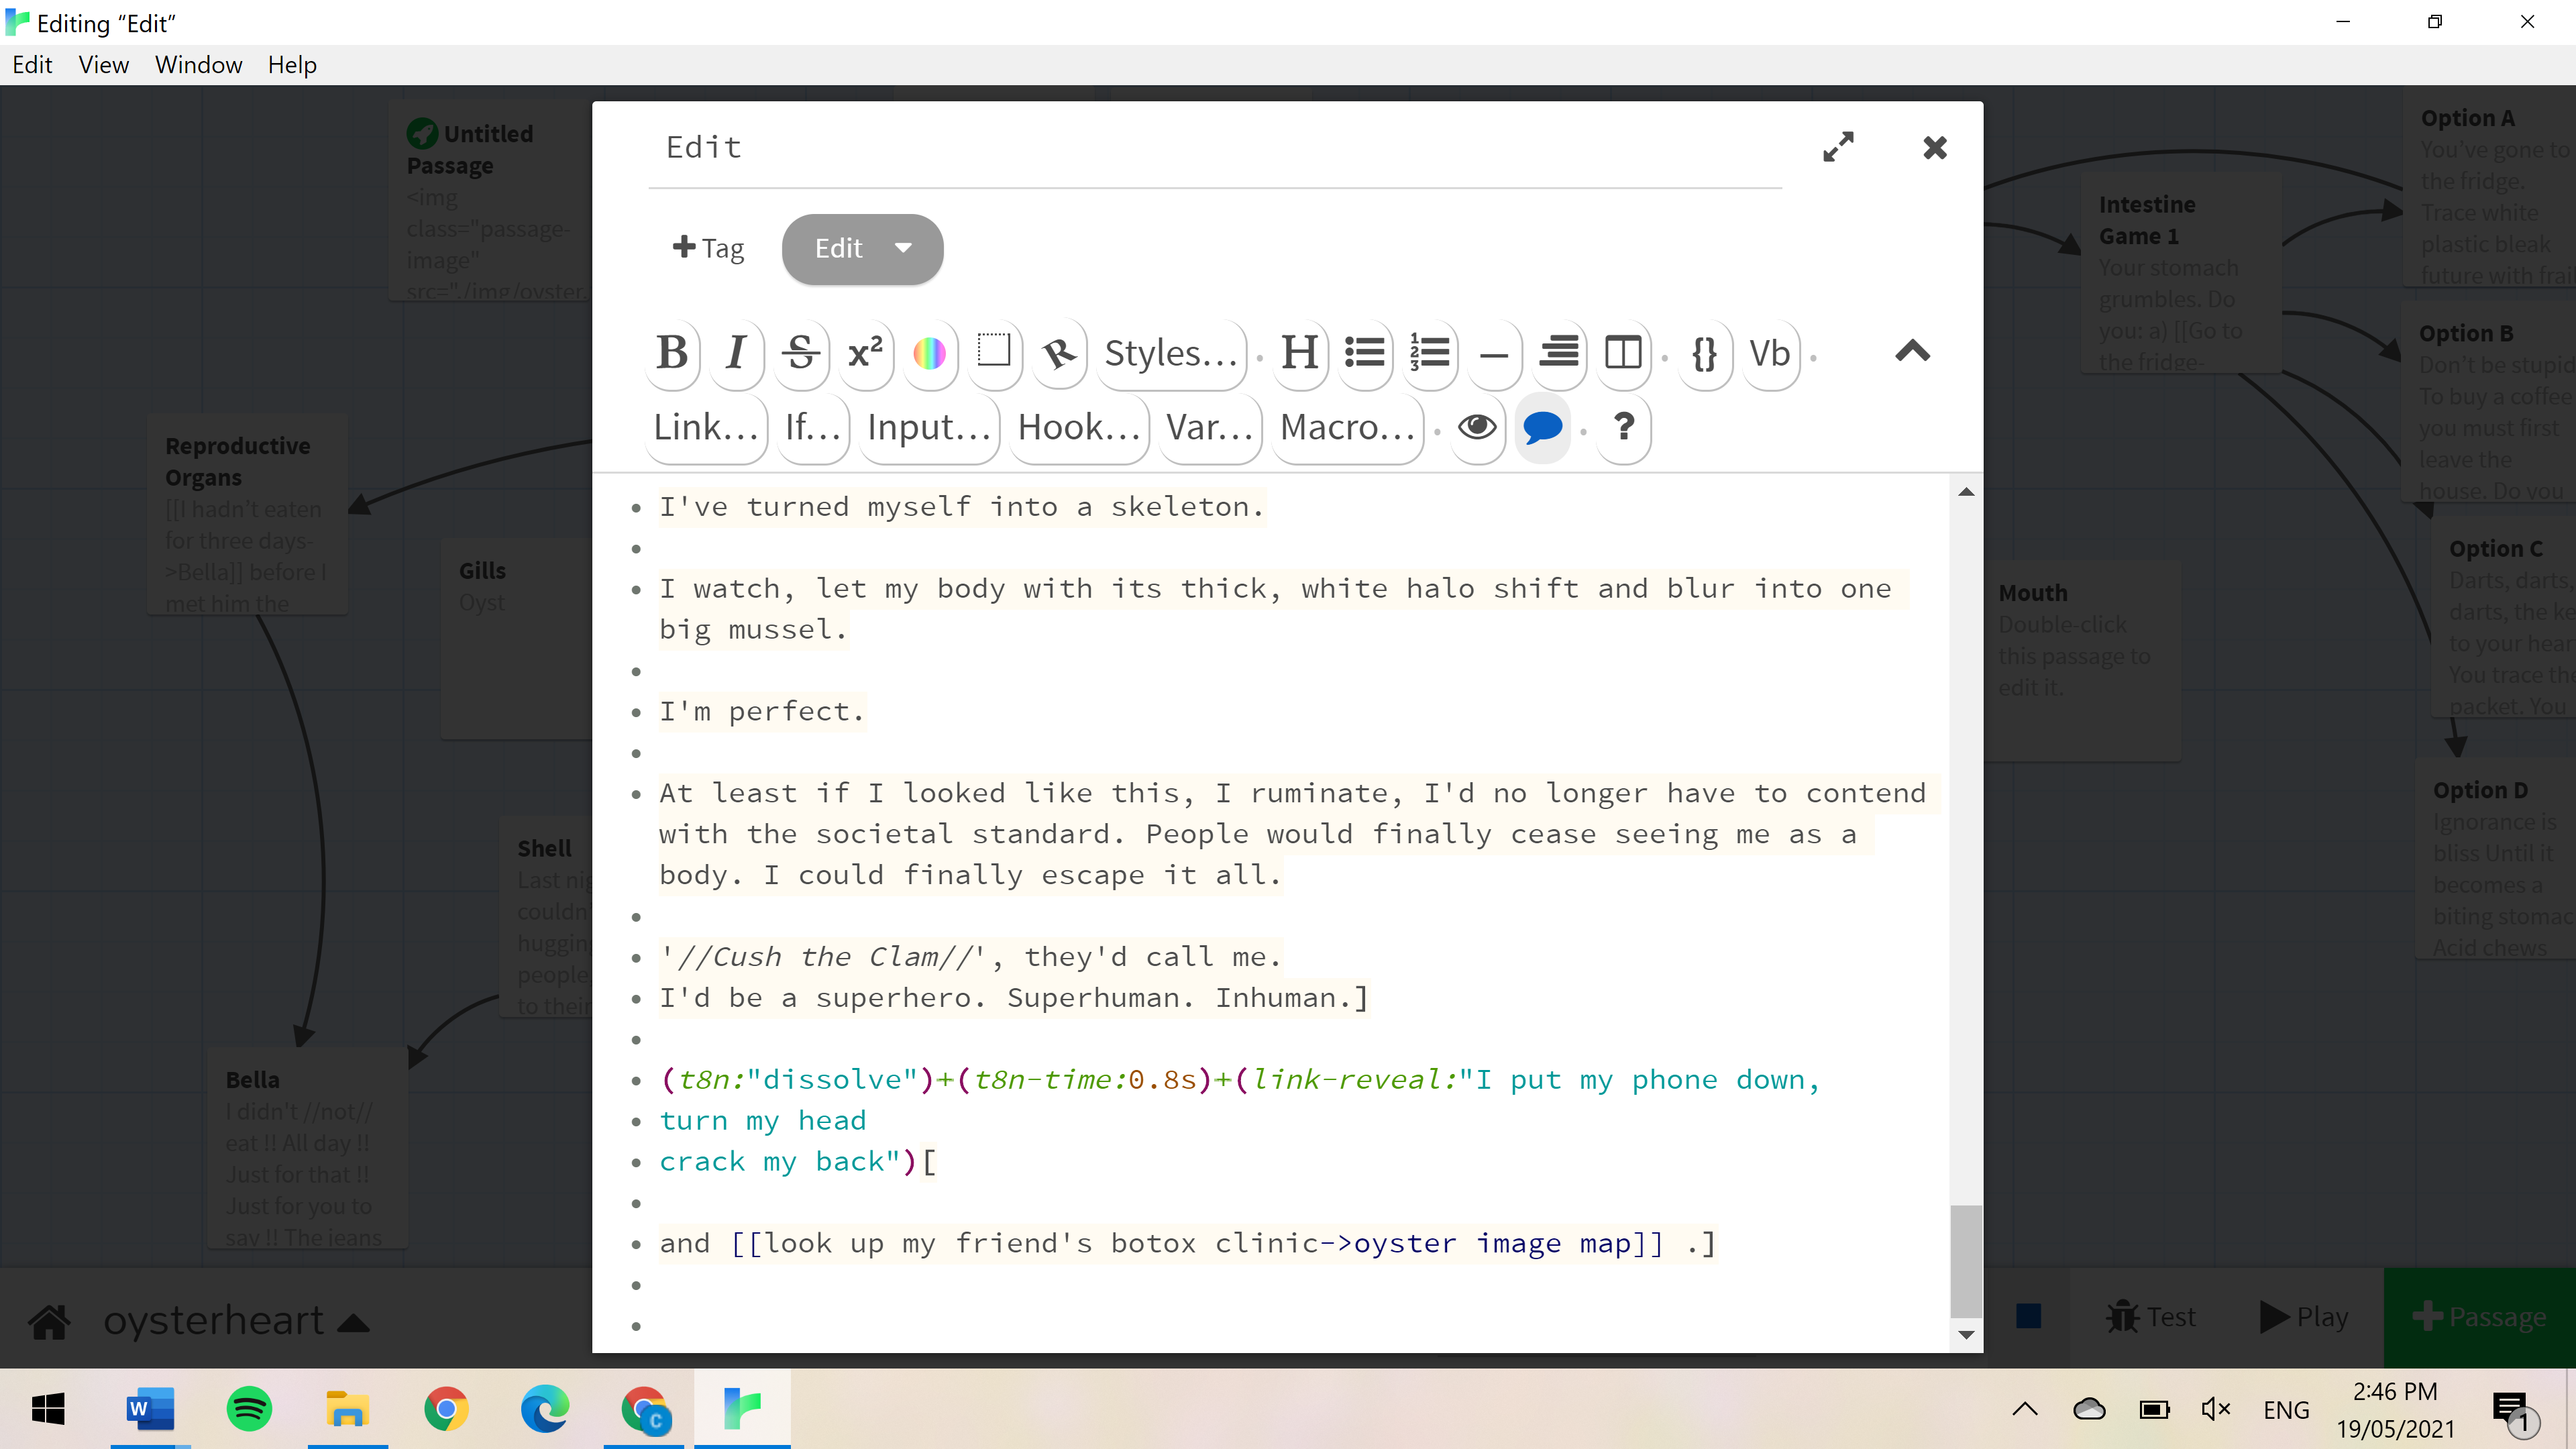 Editing “Edit”
Edit View Window Help
Untitled
Passage
<img
class="passage-
image"
src="./img/oyster.
Reproductive
Organs
[[I hadn’t eaten
for three days-
>Bella]] before I
met him the
Gills
Oyst
Shell
Last nig
couldn
hugging
people
to their
Bella
I didn’t //not//
eat !! All day !!
Just for that !!
Just for you to
say !! The jeans
Edit
+Tag Edit
B I S x² R Styles… H — {} Vb
Link… If… Input… Hook… Var… Macro… ?
I've turned myself into a skeleton.
I watch, let my body with its thick, white halo shift and blur into one
big mussel.
I'm perfect.
At least if I looked like this, I ruminate, I'd no longer have to contend
with the societal standard. People would finally cease seeing me as a
body. I could finally escape it all.
'//Cush the Clam//', they'd call me.
I'd be a superhero. Superhuman. Inhuman.]
(t8n:"dissolve")+(t8n-time:0.8s)+(link-reveal:"I put my phone down,
turn my head
crack my back")[
and [[look up my friend's botox clinic->oyster image map]] .]
Intestine
Game 1
Your stomach
grumbles. Do
you: a) [[Go to
the fridge-
Mouth
Double-click
this passage to
edit it.
Option A
You’ve gone to
the fridge.
Trace white
plastic bleak
future with frail
Option B
Don’t be stupid
To buy a coffee
you must first
leave the
house. Do you
Option C
Darts, darts,
darts, the ke
to your hear
You trace the
packet. You
Option D
Ignorance is
bliss Until it
becomes a
biting stomac
Acid chews
oysterheart
Test Play +Passage
W C ENG
2:46 PM
19/05/2021
1